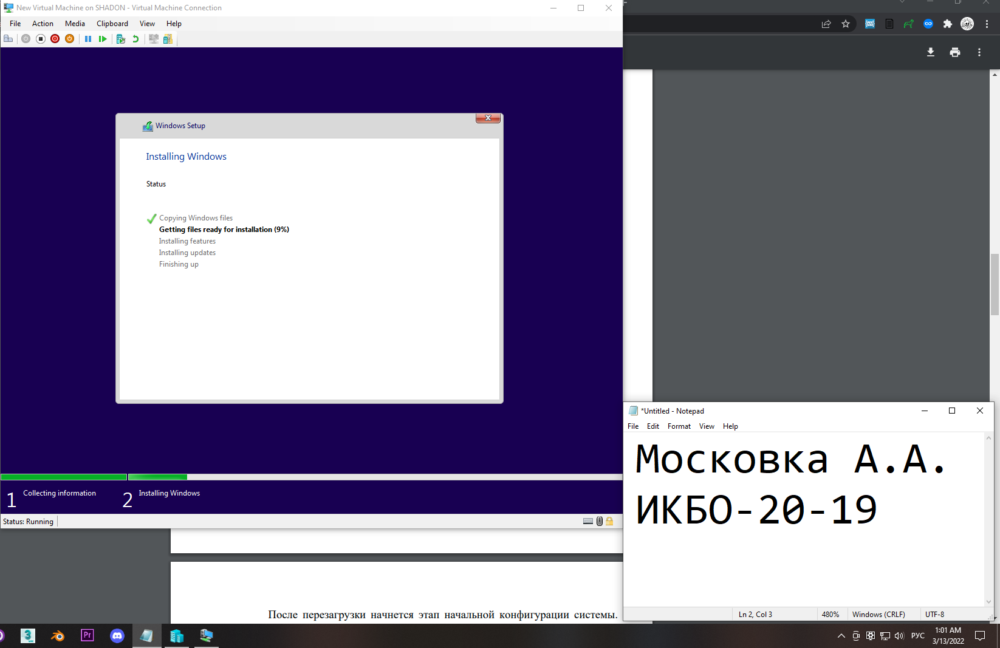 New Virtual Machine on SHADON - Virtual Machine Connection
File Action Media Clipboard View Help
Windows Setup
Installing Windows
Status
Copying Windows files
Getting files ready for installation (9%)
Installing features
Installing updates
Finishing up
1 Collecting information 2 Installing Windows
Status: Running
*Untitled - Notepad
File Edit Format View Help
Московка А.А.
ИКБО-20-19
Ln 2, Col 3 480% Windows (CRLF) UTF-8
После перезагрузки начнется этап начальной конфигурации системы.
3 Pr РУС 1:01 AM
3/13/2022